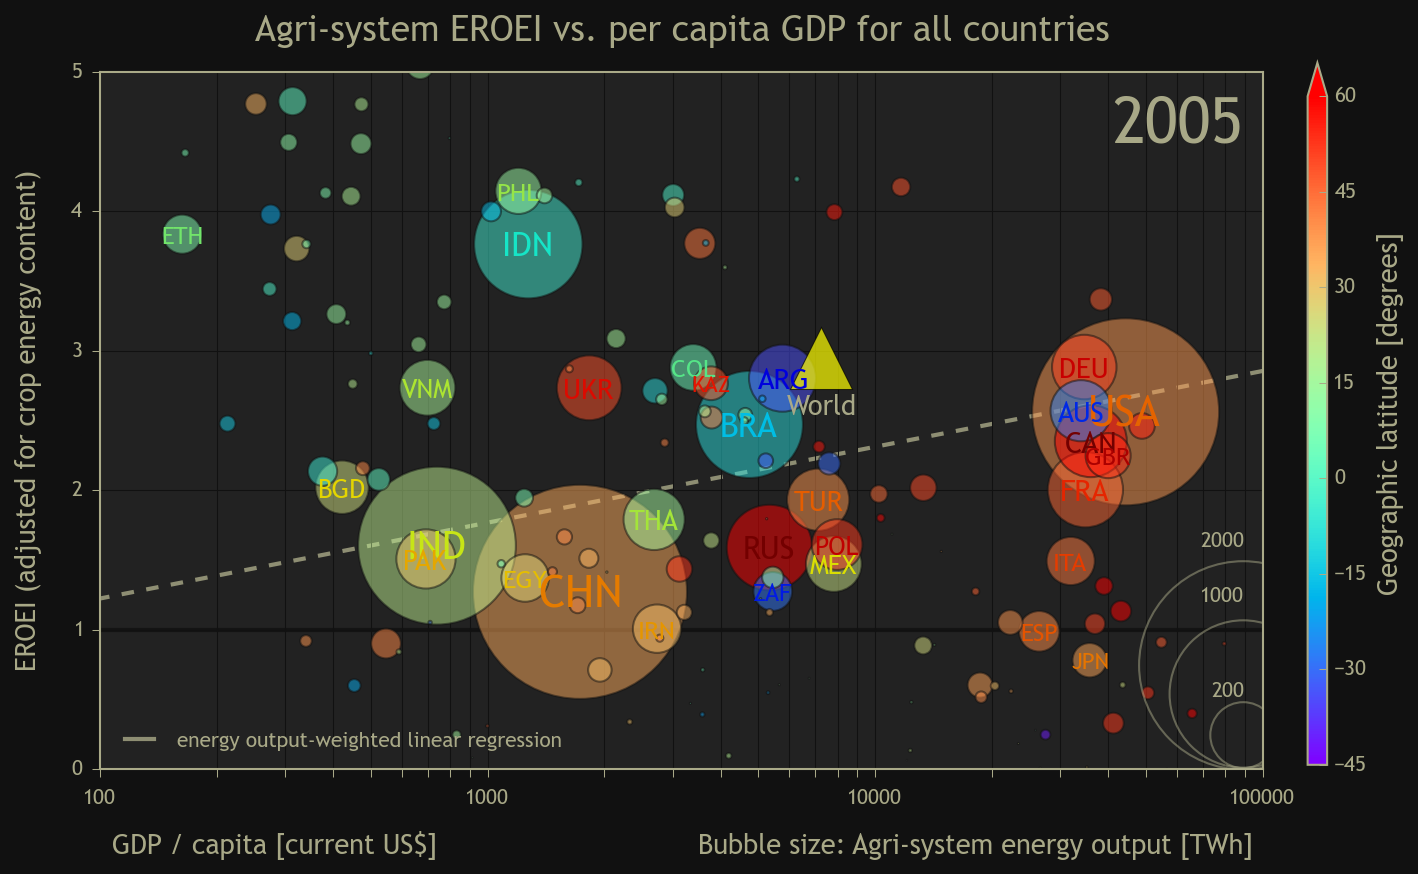 Agri-system EROEI vs. per capita GDP for all countries
EROEI (adjusted for crop energy content)
5
4
3
2
1
0
2005
PHL
ETH
IDN
VNM
UKR
COL
KAZ
ARG
World
BRA
DEU
AUS
USA
CAN
GBR
FRA
BGD
TUR
THA
IND
PAK
RUS
POL
MEX
EGY
CHN
ZAF
ITA
IRN
ESP
JPN
2000
1000
200
energy output-weighted linear regression
100
1000
10000
100000
GDP / capita [current US$]
Bubble size: Agri-system energy output [TWh]
60
45
30
15
0
−15
−30
−45
Geographic latitude [degrees]